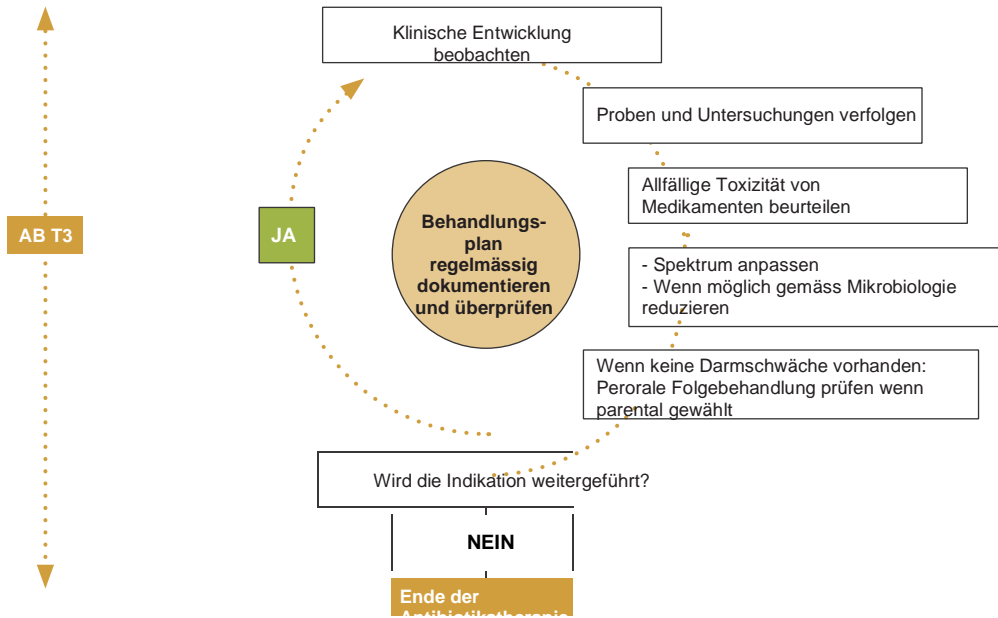 Klinische Entwicklung
beobachten
Proben und Untersuchungen verfolgen
Allfällige Toxizität von
Medikamenten beurteilen
- Spektrum anpassen
- Wenn möglich gemäss Mikrobiologie
reduzieren
Wenn keine Darmschwäche vorhanden:
Perorale Folgebehandlung prüfen wenn
parental gewählt
Wird die Indikation weitergeführt?
NEIN
Ende der
Antibiotikatherapie
JA
Behandlungs-
plan
regelmässig
dokumentieren
und überprüfen
AB T3